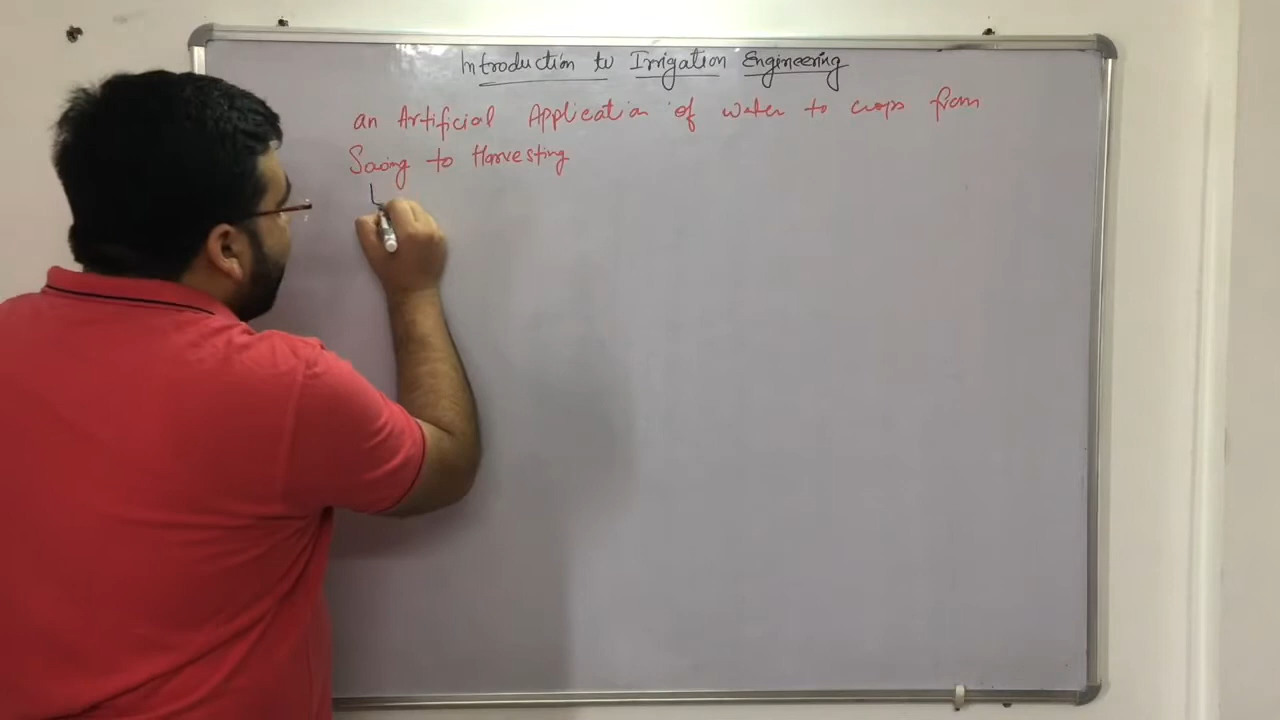 Introduction to Irrigation Engineering
an Artificial Application of water to crops from
Sowing to Harvesting